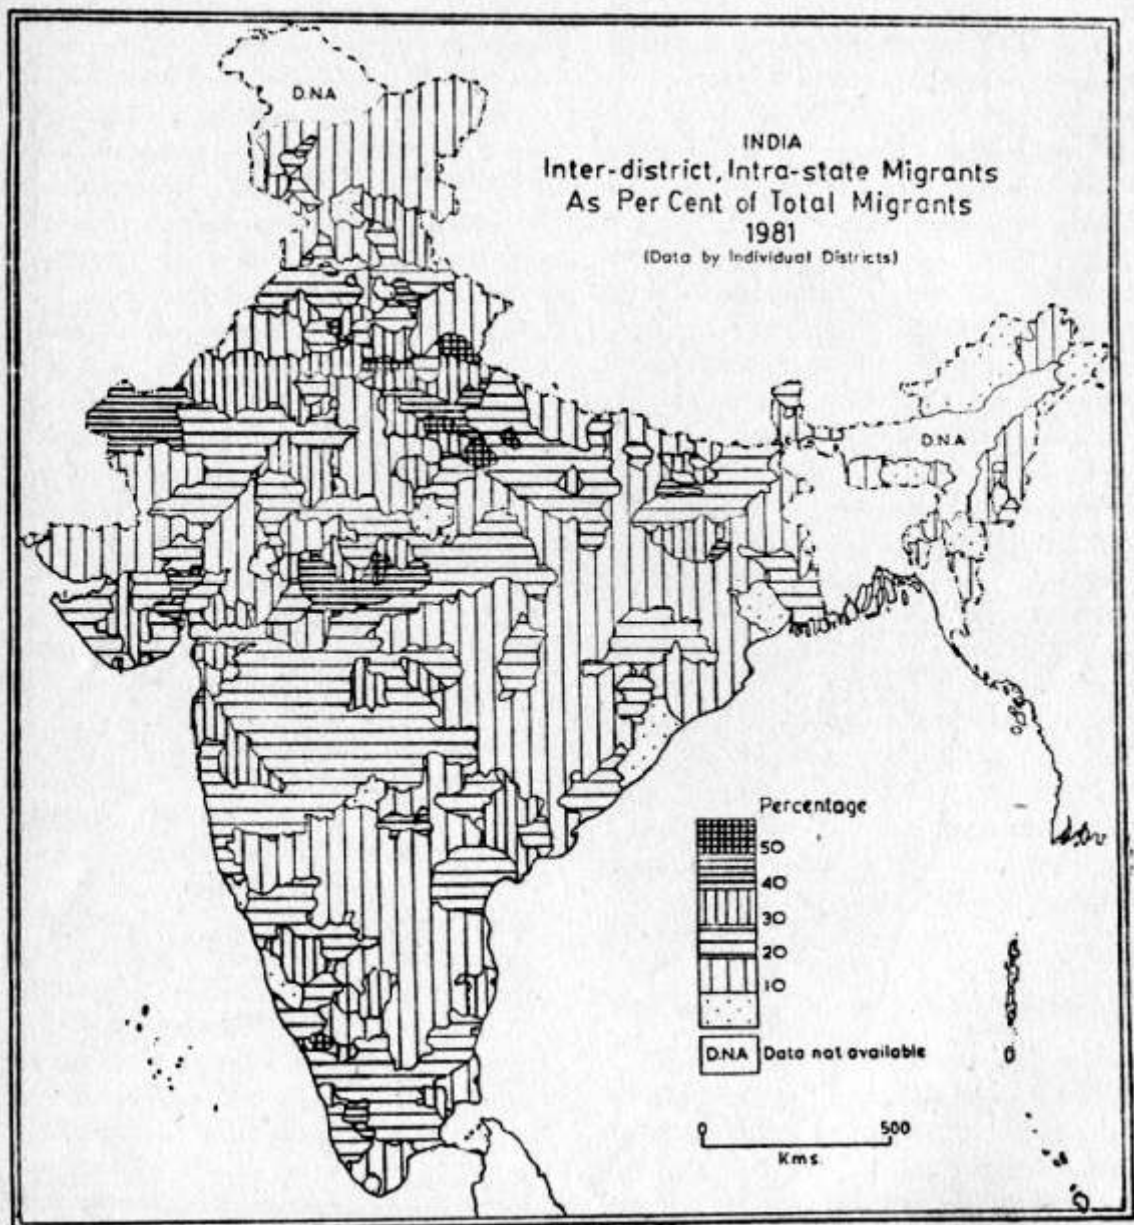 D.N.A
INDIA
Inter-district, Intra-state Migrants
As Per Cent of Total Migrants
1981
(Data by Individual Districts)
D.N.A
Percentage
50
40
30
20
10
D.N.A Data not available
0 500
Kms.